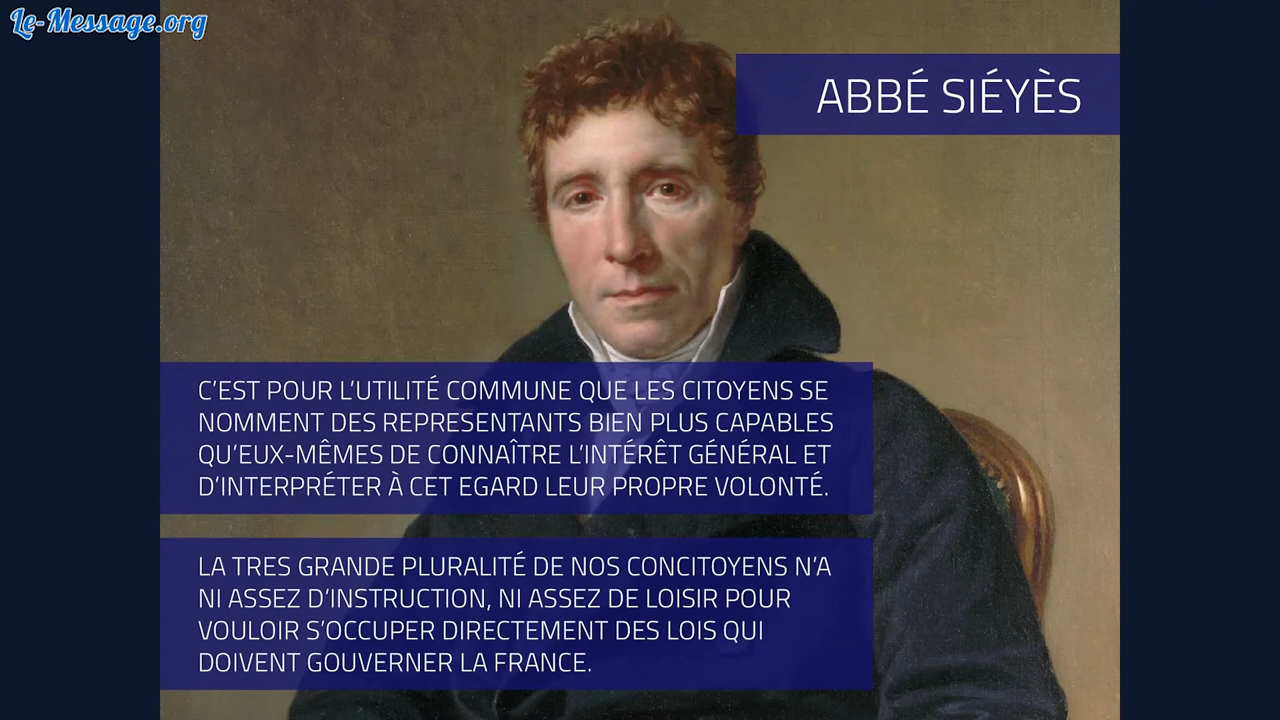 Le-Message.org
ABBÉ SIÉYÈS
C’EST POUR L’UTILITÉ COMMUNE QUE LES CITOYENS SE
NOMMENT DES REPRESENTANTS BIEN PLUS CAPABLES
QU’EUX-MÊMES DE CONNAÎTRE L’INTÉRÊT GÉNÉRAL ET
D’INTERPRÉTER À CET EGARD LEUR PROPRE VOLONTÉ.
LA TRES GRANDE PLURALITÉ DE NOS CONCITOYENS N’A
NI ASSEZ D’INSTRUCTION, NI ASSEZ DE LOISIR POUR
VOULOIR S’OCCUPER DIRECTEMENT DES LOIS QUI
DOIVENT GOUVERNER LA FRANCE.